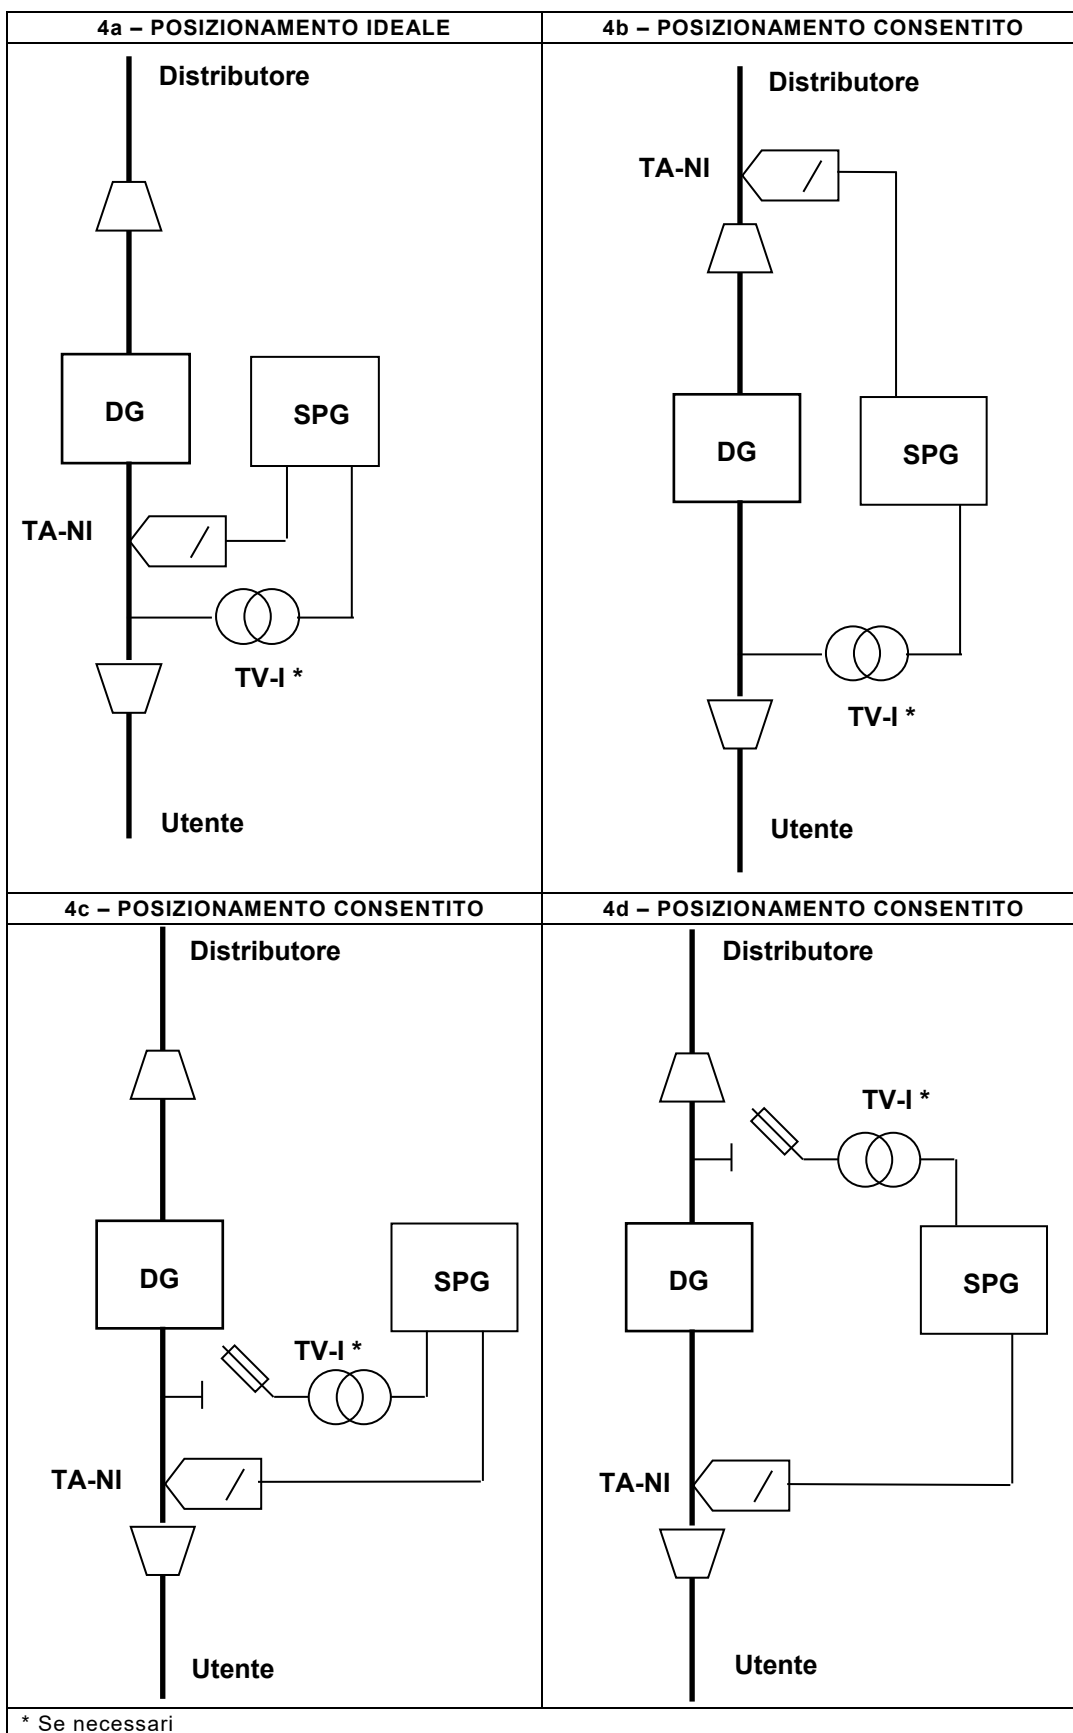 4a – POSIZIONAMENTO IDEALE
Distributore
DG
SPG
TA-NI
TV-I *
Utente
4b – POSIZIONAMENTO CONSENTITO
Distributore
TA-NI
DG
SPG
TV-I *
Utente
4c – POSIZIONAMENTO CONSENTITO
Distributore
DG
SPG
TV-I *
TA-NI
Utente
4d – POSIZIONAMENTO CONSENTITO
Distributore
TV-I *
DG
SPG
TA-NI
Utente
* Se necessari